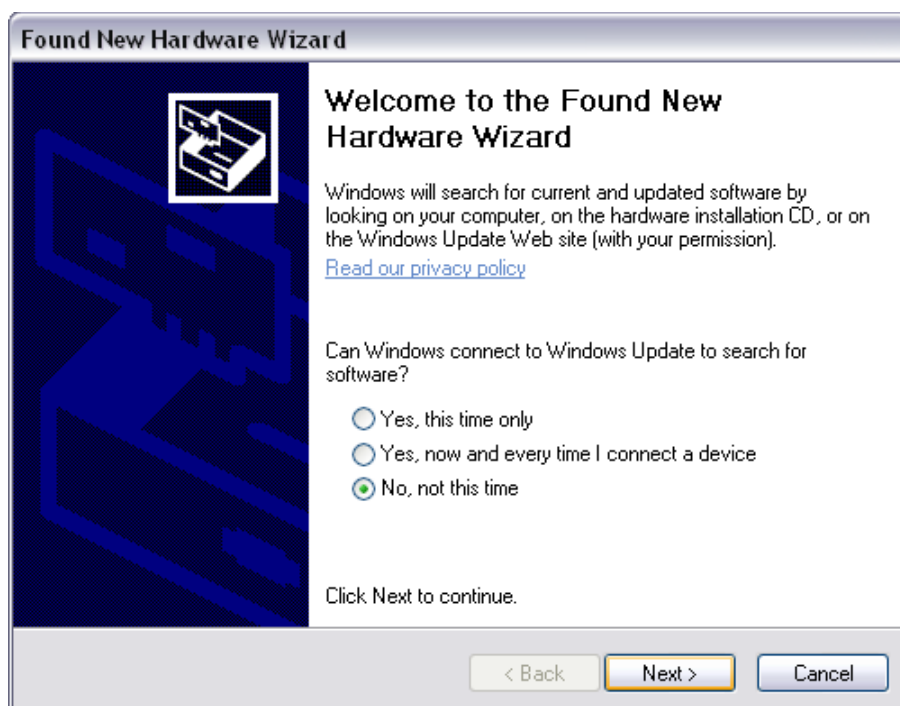 Found New Hardware Wizard
Welcome to the Found New
Hardware Wizard
Windows will search for current and updated software by
looking on your computer, on the hardware installation CD, or on
the Windows Update Web site (with your permission).
Read our privacy policy
Can Windows connect to Windows Update to search for
software?
Yes, this time only
Yes, now and every time I connect a device
No, not this time
Click Next to continue.
< Back Next > Cancel